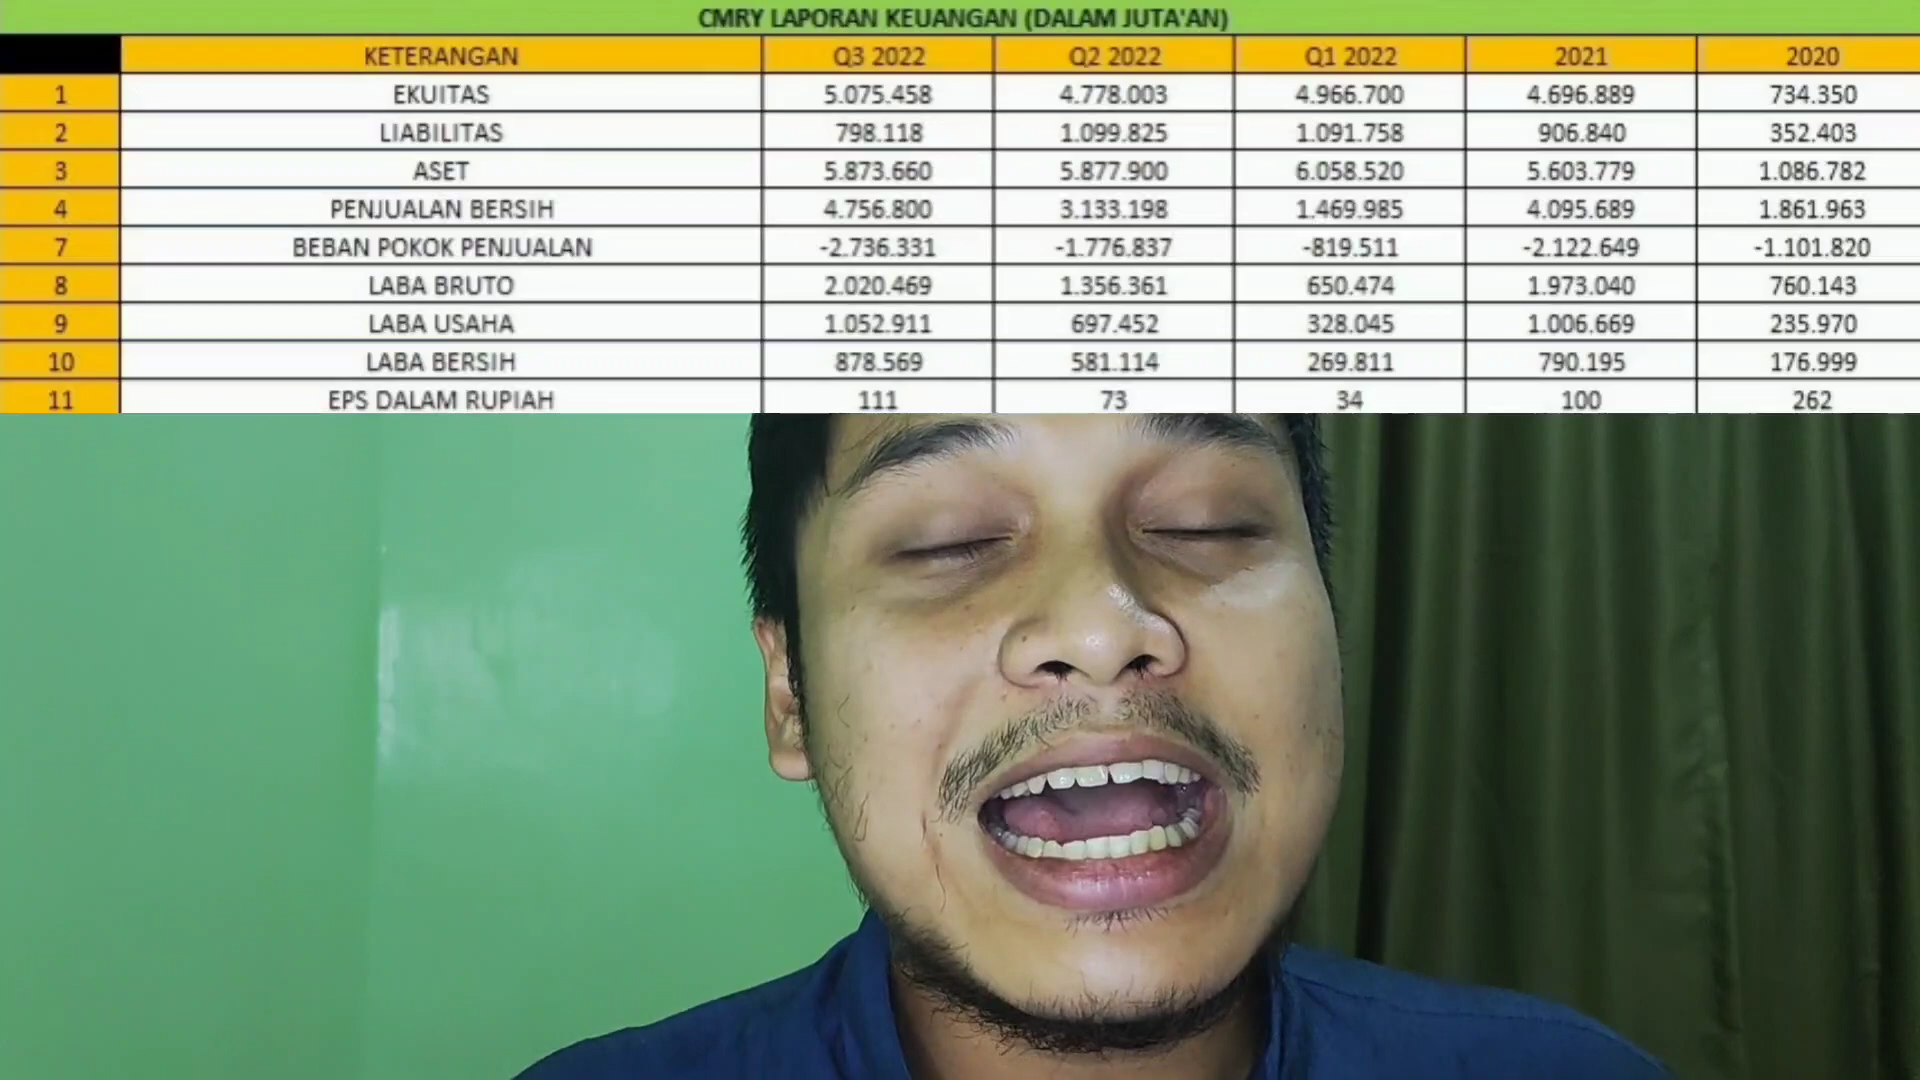 CMRY LAPORAN KEUANGAN (DALAM JUTA'AN)
KETERANGAN Q3 2022 Q2 2022 Q1 2022 2021 2020
1 EKUITAS 5.075.458 4.778.003 4.966.700 4.696.889 734.350
2 LIABILITAS 798.118 1.099.825 1.091.758 906.840 352.403
3 ASET 5.873.660 5.877.900 6.058.520 5.603.779 1.086.782
4 PENJUALAN BERSIH 4.756.800 3.133.198 1.469.985 4.095.689 1.861.963
7 BEBAN POKOK PENJUALAN -2.736.331 -1.776.837 -819.511 -2.122.649 -1.101.820
8 LABA BRUTO 2.020.469 1.356.361 650.474 1.973.040 760.143
9 LABA USAHA 1.052.911 697.452 328.045 1.006.669 235.970
10 LABA BERSIH 878.569 581.114 269.811 790.195 176.999
11 EPS DALAM RUPIAH 111 73 34 100 262